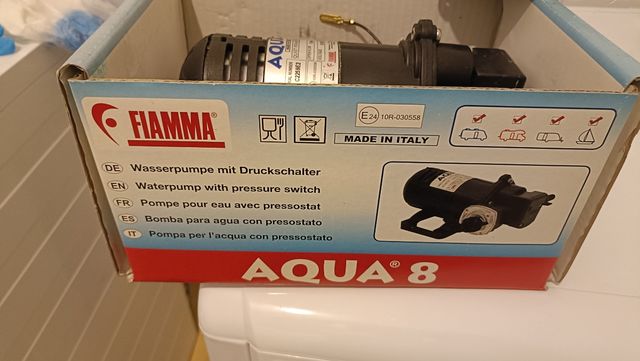 AQUA
C225862
FIAMMA®
E24 10R-030558
MADE IN ITALY
DE Wasserpumpe mit Druckschalter
EN Waterpump with pressure switch
FR Pompe pour eau avec pressostat
ES Bomba para agua con presostato
IT Pompa per l'acqua con pressostato
AQUA® 8